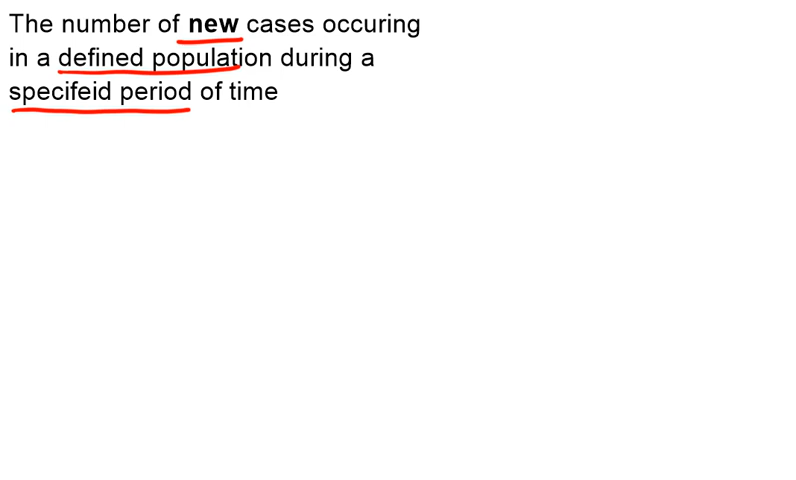 The number of new cases occuring
in a defined population during a
specifeid period of time